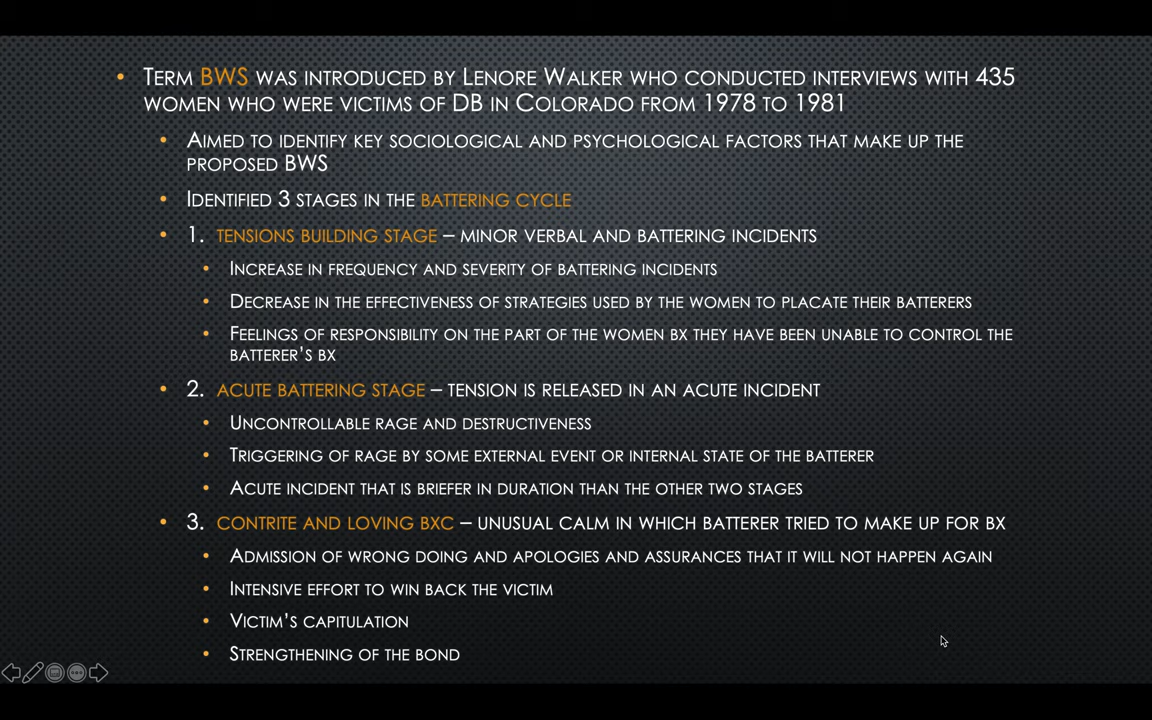 • Term BWS was introduced by Lenore Walker who conducted interviews with 435
women who were victims of DB in Colorado from 1978 to 1981
• Aimed to identify key sociological and psychological factors that make up the
proposed BWS
• Identified 3 stages in the battering cycle
• 1. tensions building stage – minor verbal and battering incidents
• Increase in frequency and severity of battering incidents
• Decrease in the effectiveness of strategies used by the women to placate their batterers
• Feelings of responsibility on the part of the women bx they have been unable to control the
batterer's bx
• 2. acute battering stage – tension is released in an acute incident
• Uncontrollable rage and destructiveness
• Triggering of rage by some external event or internal state of the batterer
• Acute incident that is briefer in duration than the other two stages
• 3. contrite and loving bxc – unusual calm in which batterer tried to make up for bx
• Admission of wrong doing and apologies and assurances that it will not happen again
• Intensive effort to win back the victim
• Victim's capitulation
• Strengthening of the bond